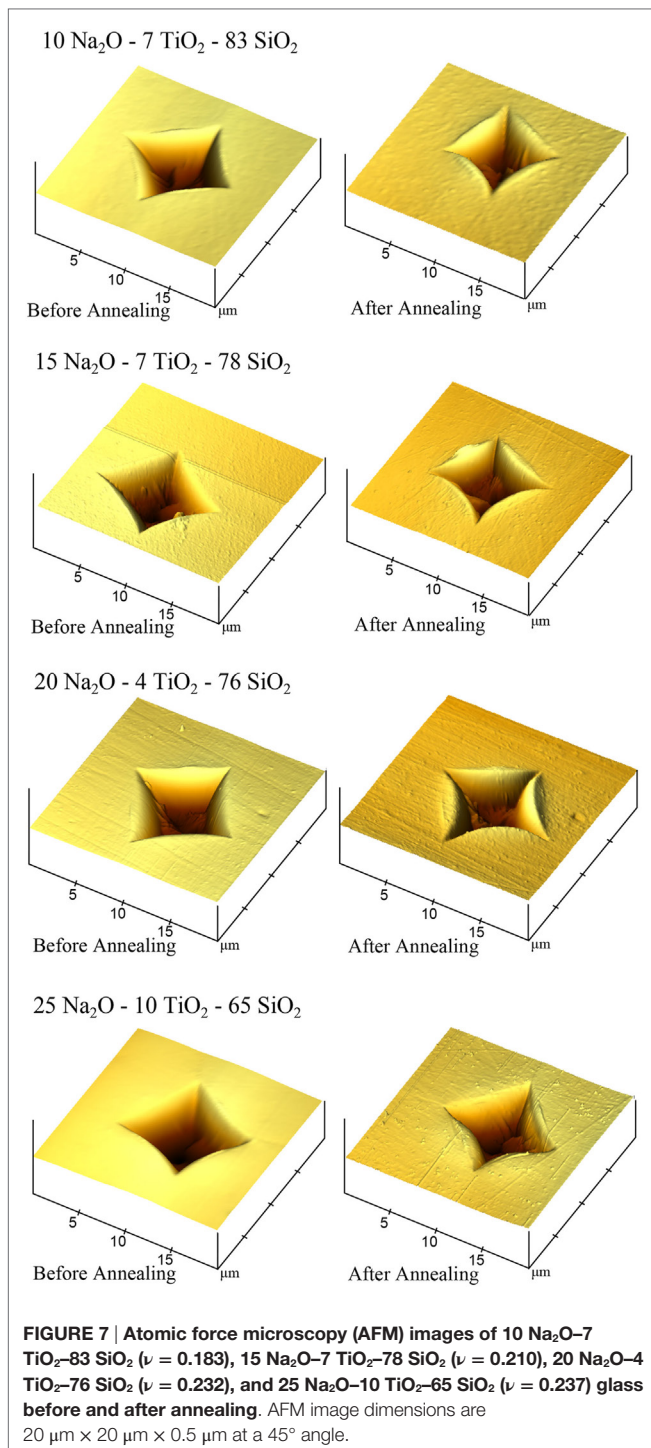 10 Na₂O - 7 TiO₂ - 83 SiO₂
5 10 15 μm
Before Annealing
5 10 15 μm
After Annealing
15 Na₂O - 7 TiO₂ - 78 SiO₂
5 10 15 μm
Before Annealing
5 10 15 μm
After Annealing
20 Na₂O - 4 TiO₂ - 76 SiO₂
5 10 15 μm
Before Annealing
5 10 15 μm
After Annealing
25 Na₂O - 10 TiO₂ - 65 SiO₂
5 10 15 μm
Before Annealing
5 10 15 μm
After Annealing
FIGURE 7 | Atomic force microscopy (AFM) images of 10 Na₂O–7
TiO₂–83 SiO₂ (ν = 0.183), 15 Na₂O–7 TiO₂–78 SiO₂ (ν = 0.210), 20 Na₂O–4
TiO₂–76 SiO₂ (ν = 0.232), and 25 Na₂O–10 TiO₂–65 SiO₂ (ν = 0.237) glass
before and after annealing. AFM image dimensions are
20 μm × 20 μm × 0.5 μm at a 45° angle.